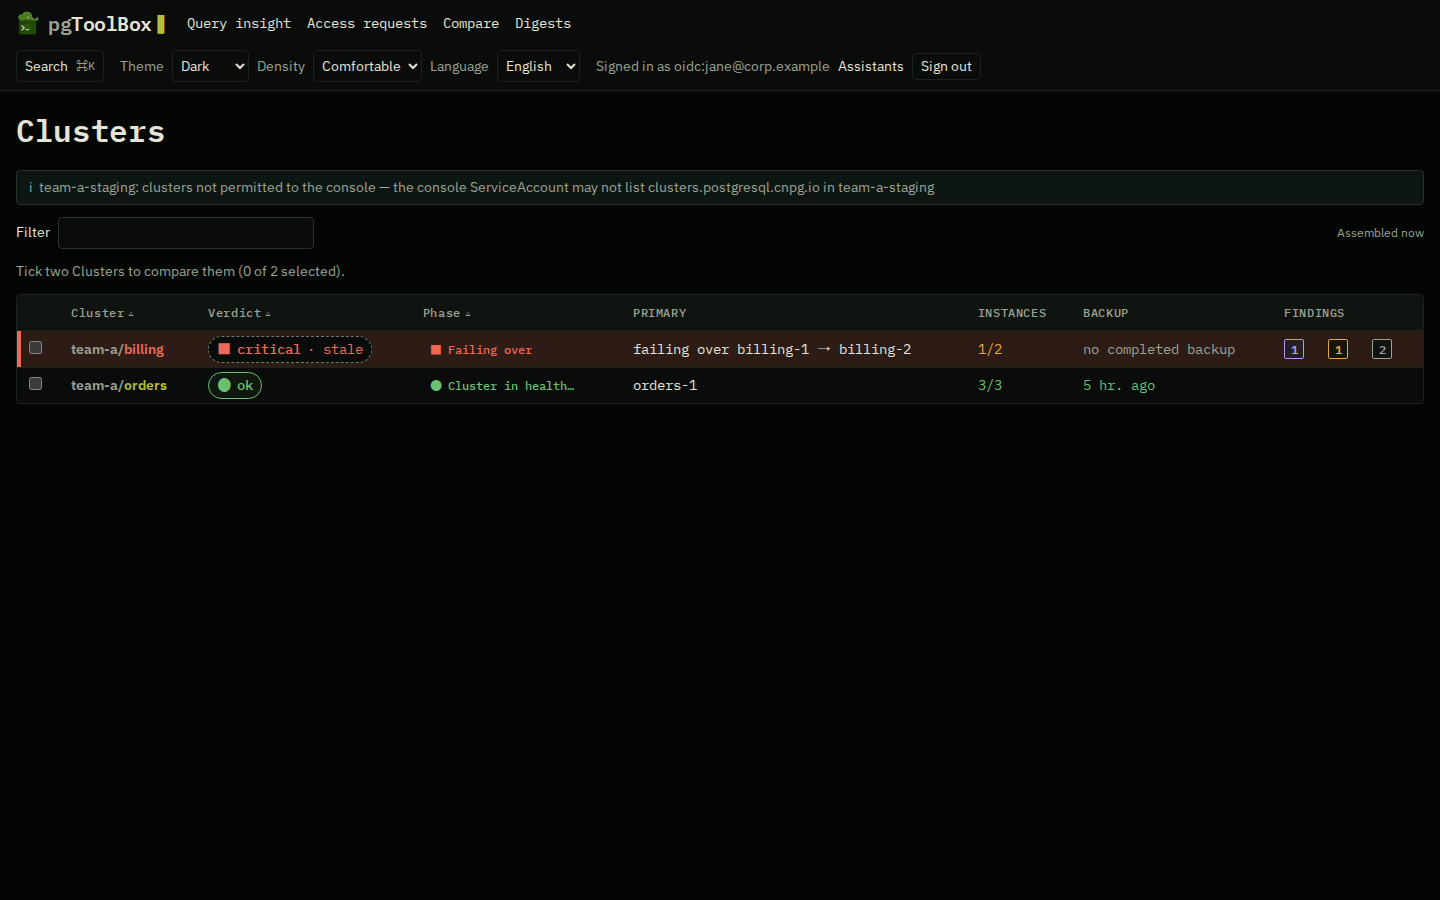 pgToolBox
Query insight Access requests Compare Digests
Search ⌘K Theme Dark Density Comfortable Language English Signed in as oidc:jane@corp.example Assistants Sign out
Clusters
i team-a-staging: clusters not permitted to the console — the console ServiceAccount may not list clusters.postgresql.cnpg.io in team-a-staging
Filter
Assembled now
Tick two Clusters to compare them (0 of 2 selected).
Cluster ▵ Verdict ▵ Phase ▵ PRIMARY INSTANCES BACKUP FINDINGS
team-a/billing critical · stale Failing over failing over billing-1 → billing-2 1/2 no completed backup 1 1 2
team-a/orders ok Cluster in health… orders-1 3/3 5 hr. ago